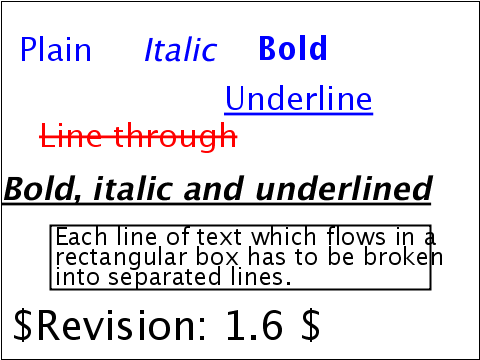 Plain Italic Bold
Underline
Line through
Bold, italic and underlined
Each line of text which flows in a
rectangular box has to be broken
into separated lines.
$Revision: 1.6 $